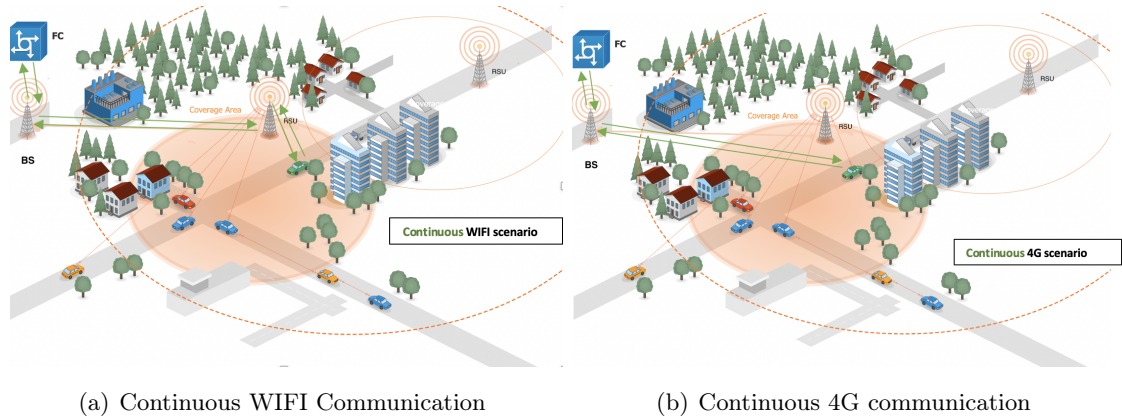 FC
RSU
Coverage Area
RSU
BS
Continuous WIFI scenario
FC
RSU
Coverage Area
RSU
BS
Continuous 4G scenario
(a) Continuous WIFI Communication
(b) Continuous 4G communication